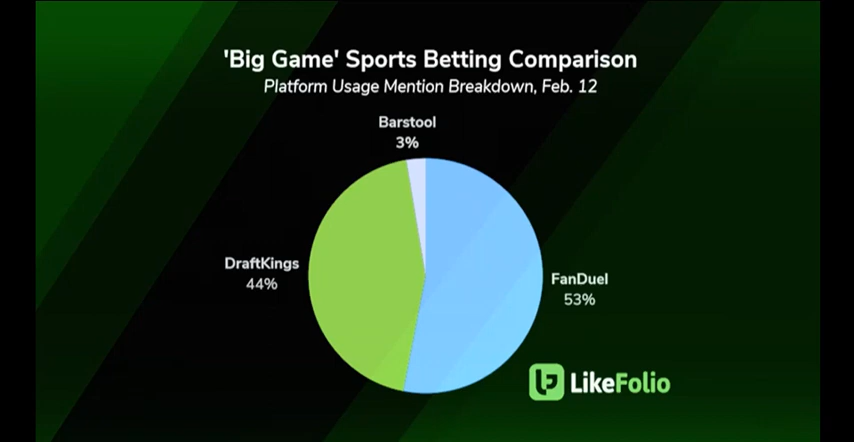 'Big Game' Sports Betting Comparison
Platform Usage Mention Breakdown, Feb. 12
Barstool
3%
DraftKings
44%
FanDuel
53%
LikeFolio